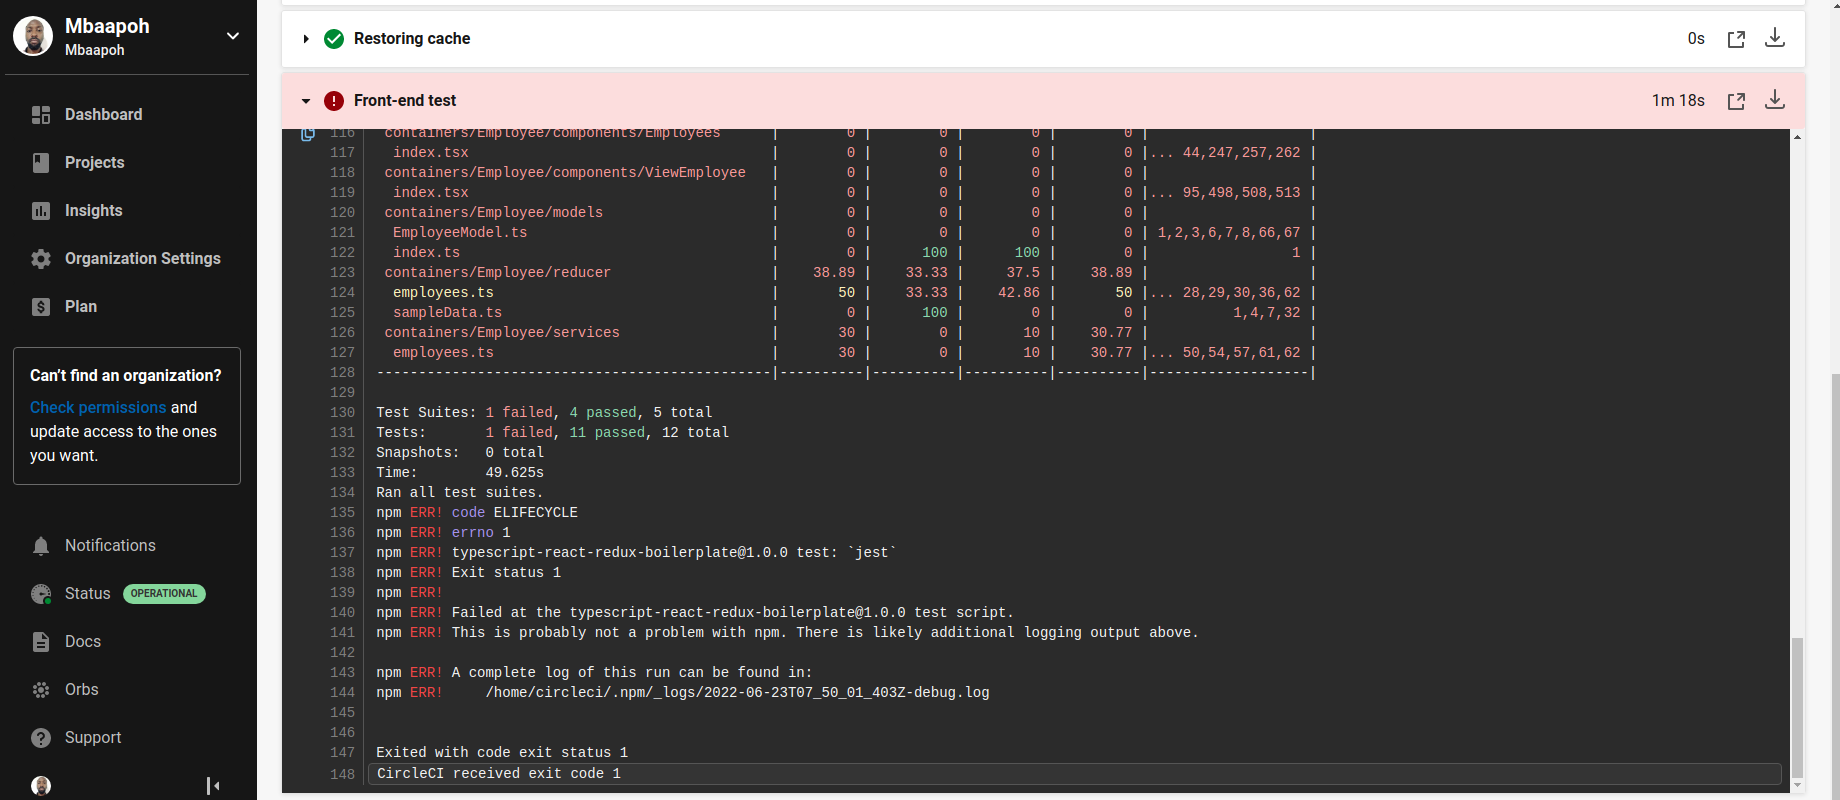 Mbaapoh
Mbaapoh
Dashboard
Projects
Insights
Organization Settings
Plan
Can't find an organization?
Check permissions and
update access to the ones
you want.
Notifications
Status OPERATIONAL
Docs
Orbs
Support
Restoring cache 0s
Front-end test 1m 18s
116 containers/Employee/components/Employees | 0 | 0 | 0 | 0 | |
117 index.tsx | 0 | 0 | 0 | 0 |... 44,247,257,262 |
118 containers/Employee/components/ViewEmployee | 0 | 0 | 0 | 0 | |
119 index.tsx | 0 | 0 | 0 | 0 |... 95,498,508,513 |
120 containers/Employee/models | 0 | 0 | 0 | 0 | |
121 EmployeeModel.ts | 0 | 0 | 0 | 0 | 1,2,3,6,7,8,66,67 |
122 index.ts | 0 | 100 | 100 | 0 | 1 |
123 containers/Employee/reducer | 38.89 | 33.33 | 37.5 | 38.89 | |
124 employees.ts | 50 | 33.33 | 42.86 | 50 |... 28,29,30,36,62 |
125 sampleData.ts | 0 | 100 | 0 | 0 | 1,4,7,32 |
126 containers/Employee/services | 30 | 0 | 10 | 30.77 | |
127 employees.ts | 30 | 0 | 10 | 30.77 |... 50,54,57,61,62 |
128 -----------------------------------------------|----------|----------|----------|----------|-------------------|
129
130 Test Suites: 1 failed, 4 passed, 5 total
131 Tests: 1 failed, 11 passed, 12 total
132 Snapshots: 0 total
133 Time: 49.625s
134 Ran all test suites.
135 npm ERR! code ELIFECYCLE
136 npm ERR! errno 1
137 npm ERR! typescript-react-redux-boilerplate@1.0.0 test: `jest`
138 npm ERR! Exit status 1
139 npm ERR!
140 npm ERR! Failed at the typescript-react-redux-boilerplate@1.0.0 test script.
141 npm ERR! This is probably not a problem with npm. There is likely additional logging output above.
142
143 npm ERR! A complete log of this run can be found in:
144 npm ERR! /home/circleci/.npm/_logs/2022-06-23T07_50_01_403Z-debug.log
145
146
147 Exited with code exit status 1
148 CircleCI received exit code 1